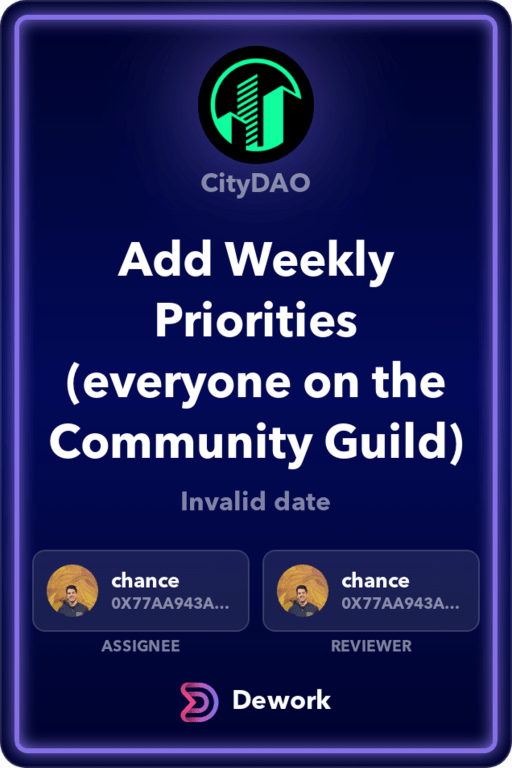 CityDAO
Add Weekly
Priorities
(everyone on the
Community Guild)
Invalid date
chance
0X77AA943A...
chance
0X77AA943A...
ASSIGNEE
REVIEWER
Dework